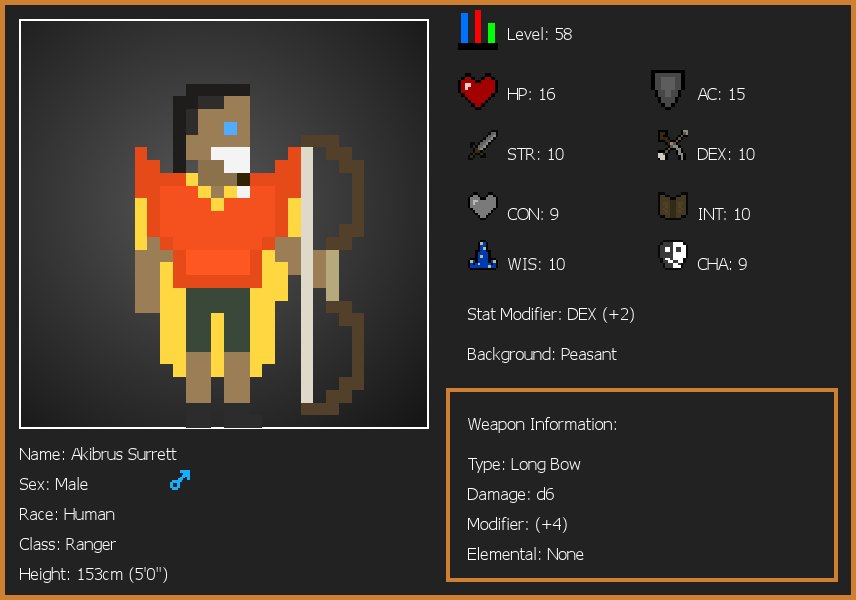 Level: 58
HP: 16
AC: 15
STR: 10
DEX: 10
CON: 9
INT: 10
WIS: 10
CHA: 9
Stat Modifier: DEX (+2)
Background: Peasant
Weapon Information:
Type: Long Bow
Damage: d6
Modifier: (+4)
Elemental: None
Name: Akibrus Surrett
Sex: Male
Race: Human
Class: Ranger
Height: 153cm (5'0")